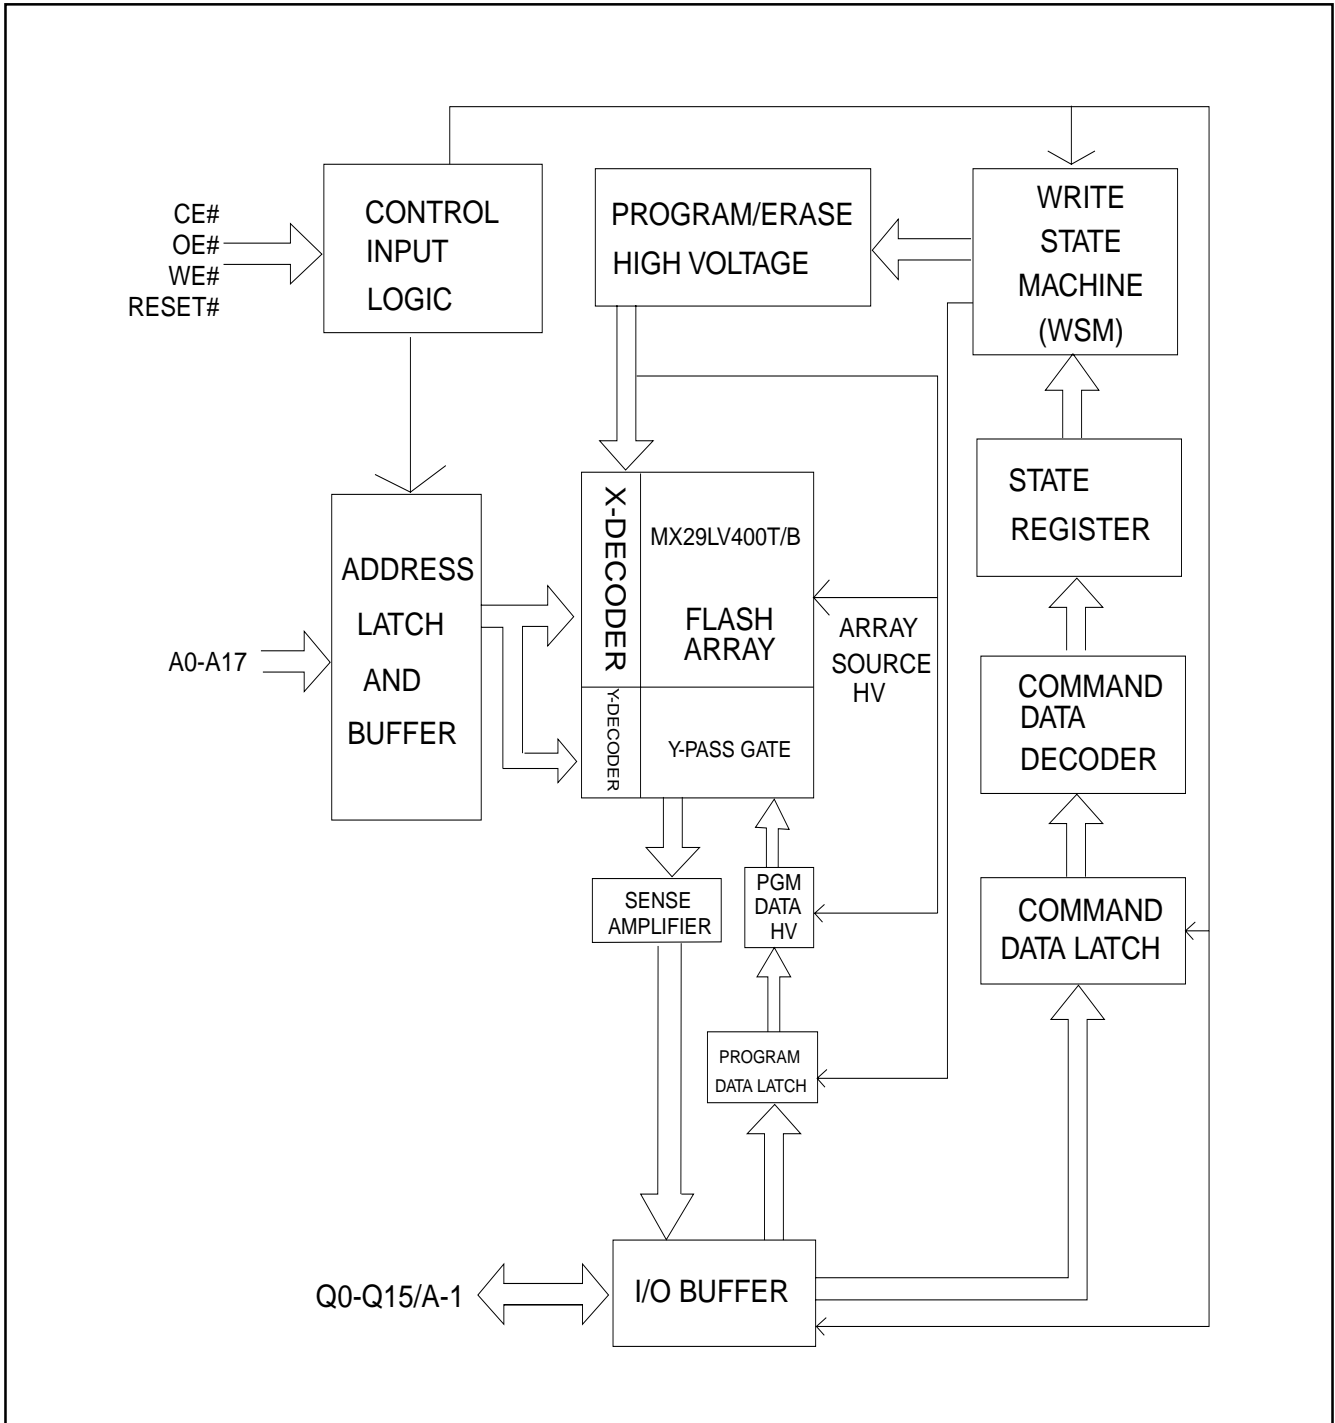 CE#
OE#
WE#
RESET#
CONTROL
INPUT
LOGIC
PROGRAM/ERASE
HIGH VOLTAGE
WRITE
STATE
MACHINE
(WSM)
STATE
REGISTER
A0-A17
ADDRESS
LATCH
AND
BUFFER
X-DECODER
MX29LV400T/B
FLASH
ARRAY
ARRAY
SOURCE
HV
Y-DECODER
Y-PASS GATE
COMMAND
DATA
DECODER
SENSE
AMPLIFIER
PGM
DATA
HV
COMMAND
DATA LATCH
PROGRAM
DATA LATCH
Q0-Q15/A-1
I/O BUFFER